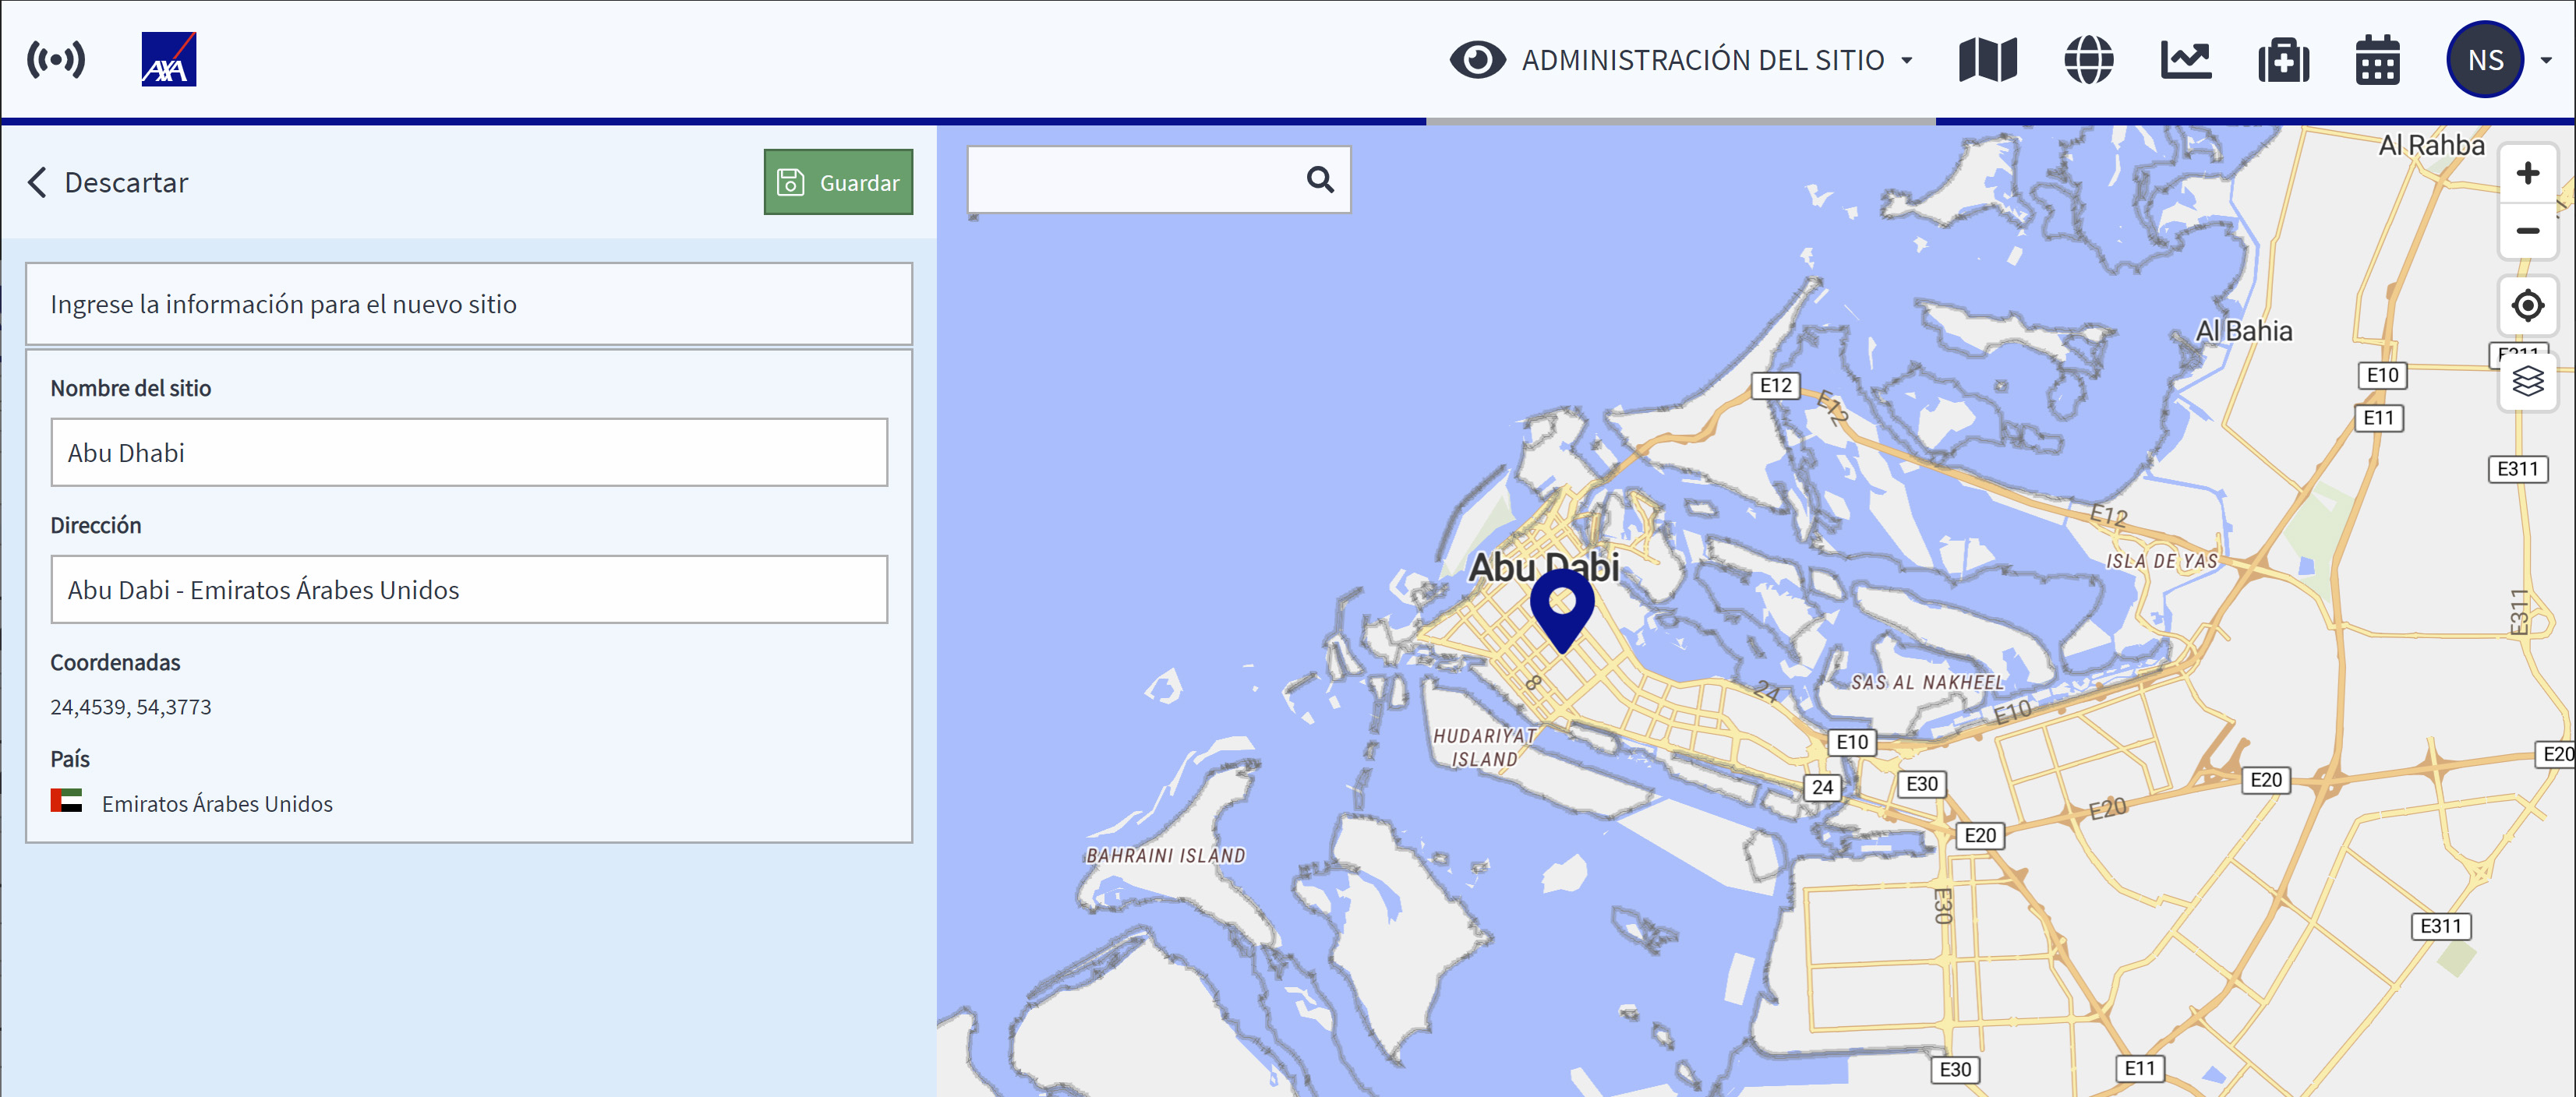 AXA
ADMINISTRACIÓN DEL SITIO
NS
Descartar
Guardar
Ingrese la información para el nuevo sitio
Nombre del sitio
Abu Dhabi
Dirección
Abu Dabi - Emiratos Árabes Unidos
Coordenadas
24,4539, 54,3773
País
Emiratos Árabes Unidos
Al Rahba
Al Bahia
E311
E10
E12
E12
E11
E311
E12
ISLA DE YAS
Abu Dabi
E311
8
24
SAS AL NAKHEEL
E10
HUDARIYAT
ISLAND
E10
E20
24
E30
E20
E20
E20
BAHRAINI ISLAND
E30
E311
E30
E11